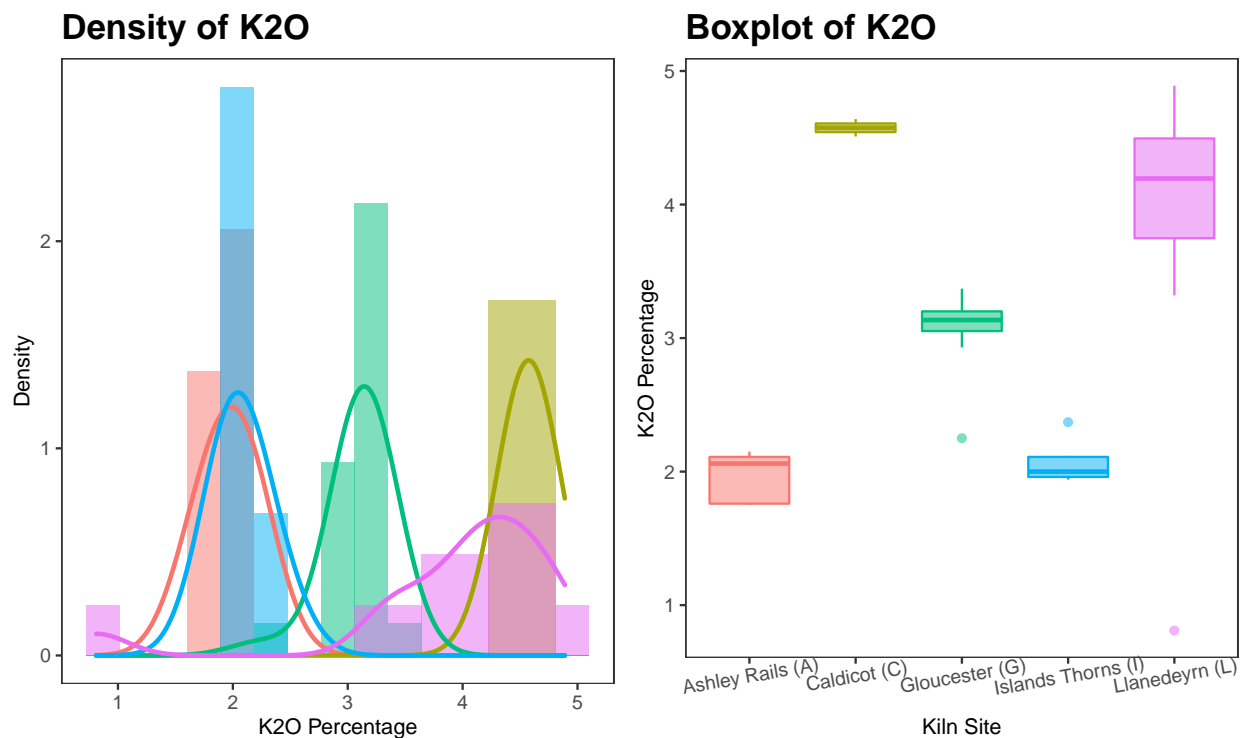 Density of K2O
Density
2
1
0
1 2 3 4 5
K2O Percentage
Boxplot of K2O
K2O Percentage
5
4
3
2
1
Ashley Rails (A) Caldicot (C) Gloucester (G) Islands Thorns (I) Llanedeyrn (L)
Kiln Site